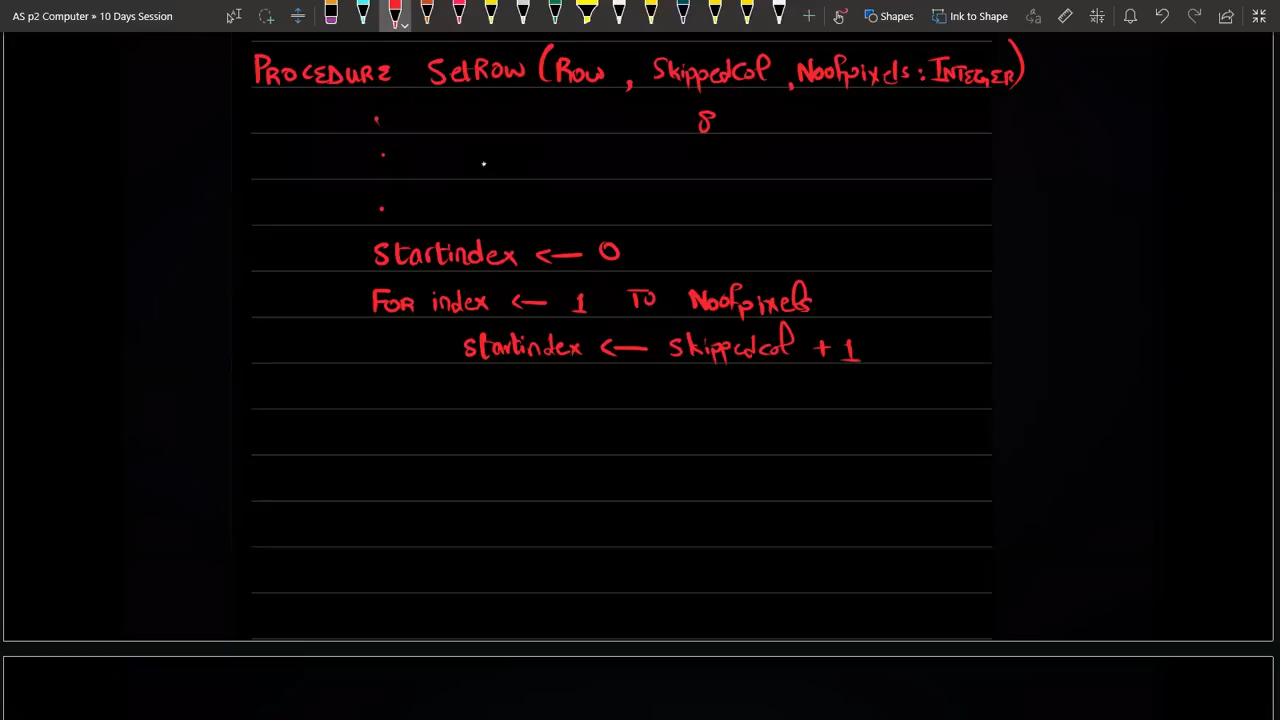 AS p2 Computer » 10 Days Session
Shapes
Ink to Shape
PROCEDURE SetRow (Row , SkippedCol , Noofpixels : INTEGER)
8
Startindex <— 0
FOR index <— 1 TO Noofpixels
startindex <— skippedcol + 1